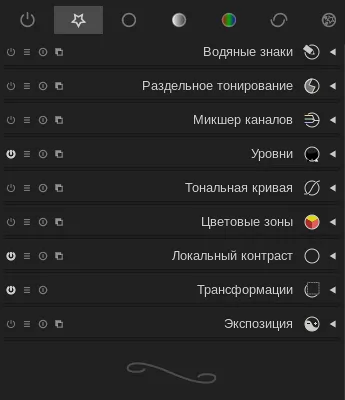 Водяные знаки
Раздельное тонирование
Микшер каналов
Уровни
Тональная кривая
Цветовые зоны
Локальный контраст
Трансформации
Экспозиция